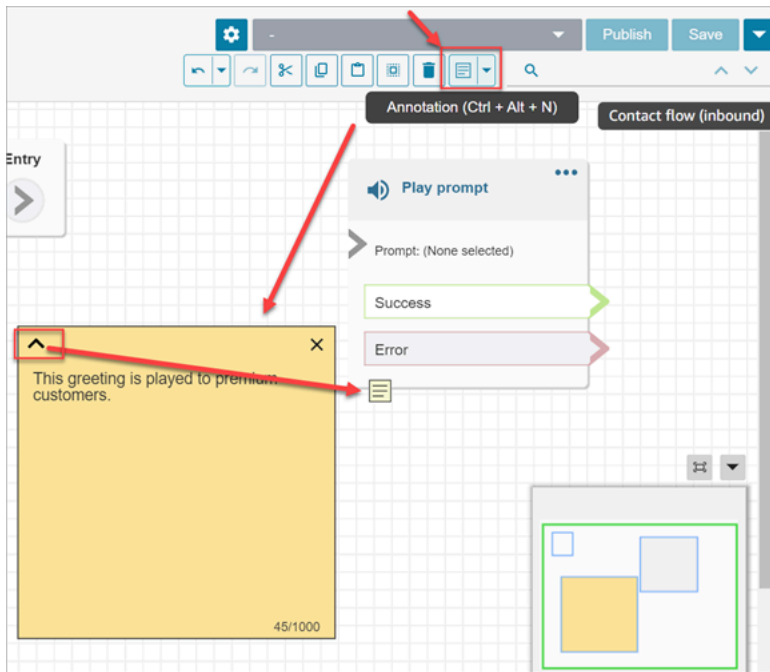 -
Publish
Save
Annotation (Ctrl + Alt + N)
Contact flow (inbound)
Entry
Play prompt
Prompt: (None selected)
Success
Error
This greeting is played to premium
customers.
45/1000